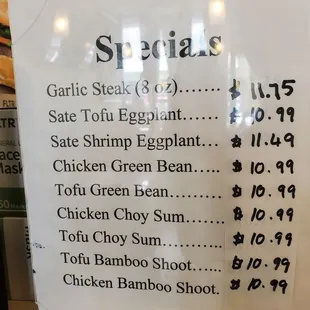 Specials
Garlic Steak (8 oz)....... $11.75
Sate Tofu Eggplant...... $10.99
Sate Shrimp Eggplant... $11.49
Chicken Green Bean..... $10.99
Tofu Green Bean.......... $10.99
Chicken Choy Sum....... $10.99
Tofu Choy Sum............ $10.99
Tofu Bamboo Shoot...... $10.99
Chicken Bamboo Shoot. $10.99